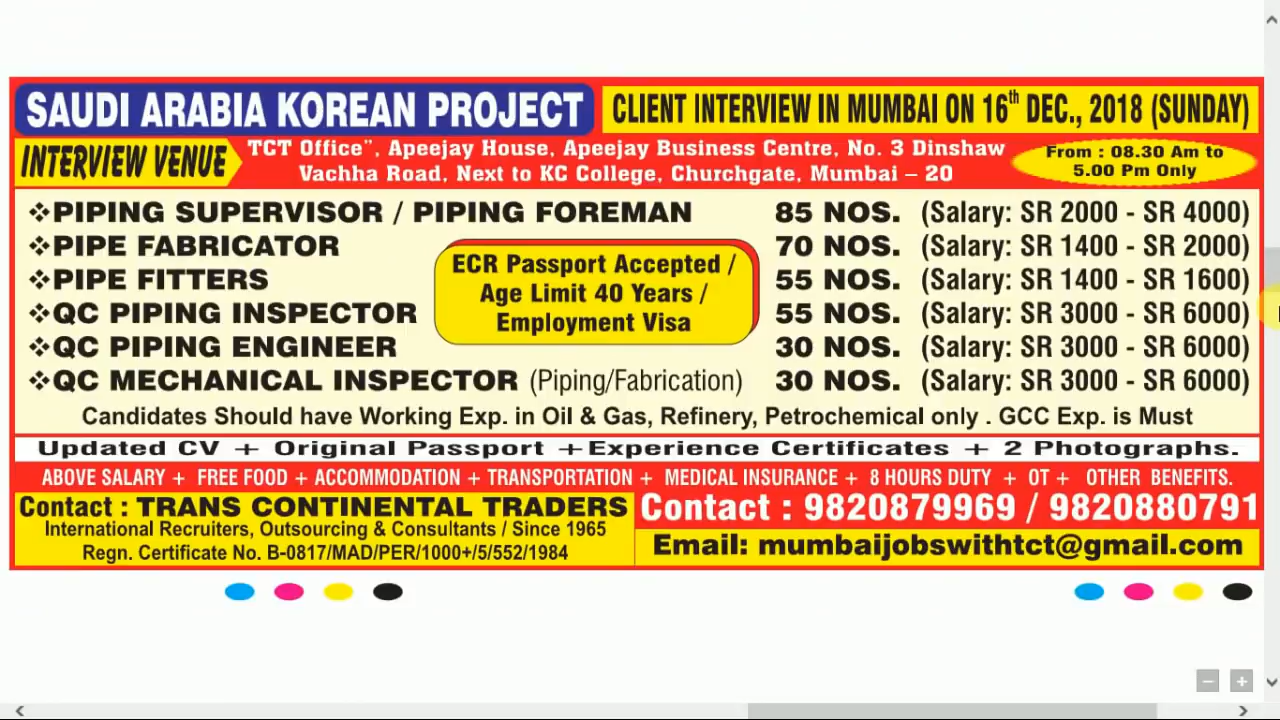 SAUDI ARABIA KOREAN PROJECT
CLIENT INTERVIEW IN MUMBAI ON 16th DEC., 2018 (SUNDAY)
INTERVIEW VENUE
TCT Office", Apeejay House, Apeejay Business Centre, No. 3 Dinshaw
Vachha Road, Next to KC College, Churchgate, Mumbai – 20
From : 08.30 Am to
5.00 Pm Only
❖PIPING SUPERVISOR / PIPING FOREMAN 85 NOS. (Salary: SR 2000 - SR 4000)
❖PIPE FABRICATOR 70 NOS. (Salary: SR 1400 - SR 2000)
❖PIPE FITTERS 55 NOS. (Salary: SR 1400 - SR 1600)
❖QC PIPING INSPECTOR 55 NOS. (Salary: SR 3000 - SR 6000)
❖QC PIPING ENGINEER 30 NOS. (Salary: SR 3000 - SR 6000)
❖QC MECHANICAL INSPECTOR (Piping/Fabrication) 30 NOS. (Salary: SR 3000 - SR 6000)
ECR Passport Accepted /
Age Limit 40 Years /
Employment Visa
Candidates Should have Working Exp. in Oil & Gas, Refinery, Petrochemical only . GCC Exp. is Must
Updated CV + Original Passport +Experience Certificates + 2 Photographs.
ABOVE SALARY + FREE FOOD + ACCOMMODATION + TRANSPORTATION + MEDICAL INSURANCE + 8 HOURS DUTY + OT + OTHER BENEFITS.
Contact : TRANS CONTINENTAL TRADERS
International Recruiters, Outsourcing & Consultants / Since 1965
Regn. Certificate No. B-0817/MAD/PER/1000+/5/552/1984
Contact : 9820879969 / 9820880791
Email: mumbaijobswithtct@gmail.com